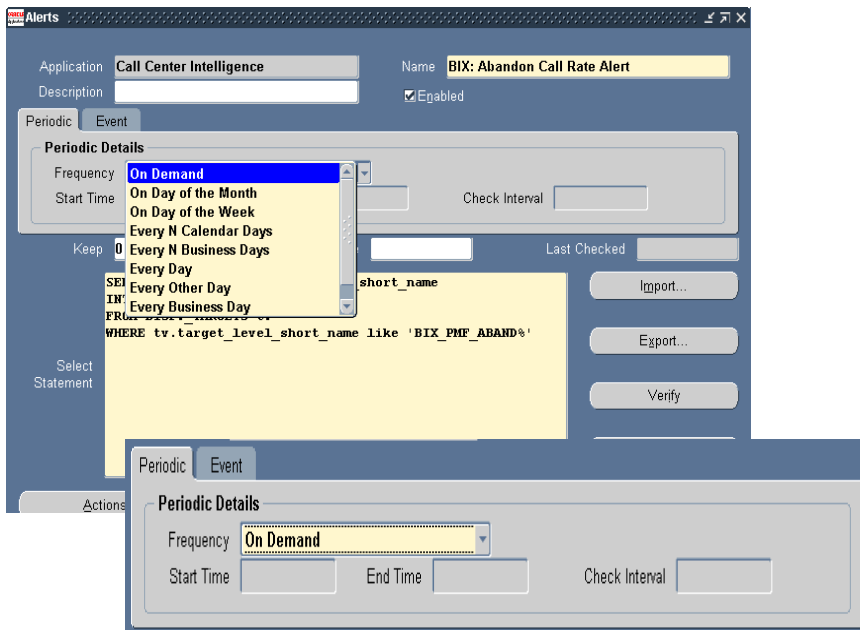 Alerts
Application Call Center Intelligence Name BIX: Abandon Call Rate Alert
Description Enabled
Periodic Event
Periodic Details
Frequency On Demand
On Day of the Month
Start Time Check Interval
On Day of the Week
Every N Calendar Days
Keep 0 Every N Business Days Last Checked
Every Day
short_name Import...
Every Other Day
Every Business Day
WHERE tv.target_level_short_name like 'BIX_PMF_ABAND%'
Export...
Select
Statement
Verify
Actions
Periodic Event
Periodic Details
Frequency On Demand
Start Time End Time Check Interval